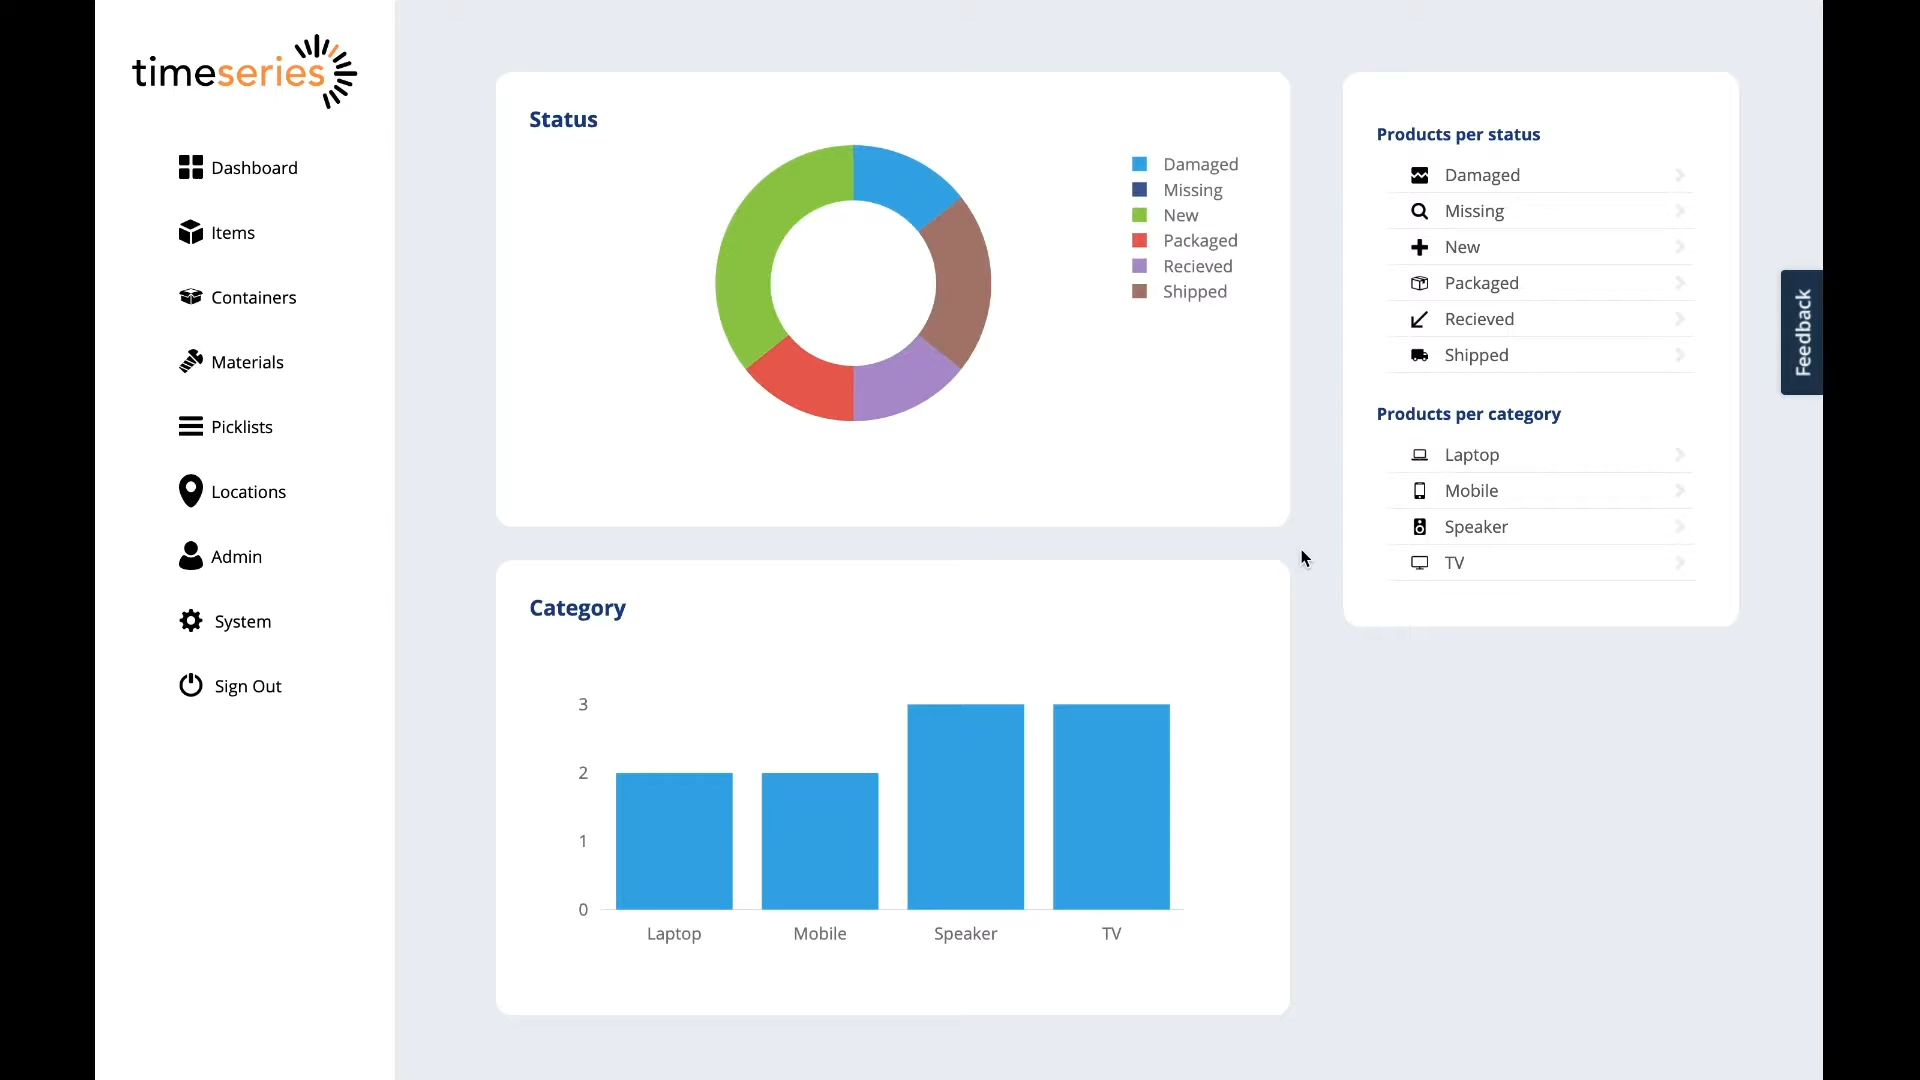 timeseries
Dashboard
Items
Containers
Materials
Picklists
Locations
Admin
System
Sign Out
Status
Damaged
Missing
New
Packaged
Recieved
Shipped
Category
3
2
1
0
Laptop
Mobile
Speaker
TV
Products per status
Damaged
Missing
New
Packaged
Recieved
Shipped
Products per category
Laptop
Mobile
Speaker
TV
Feedback